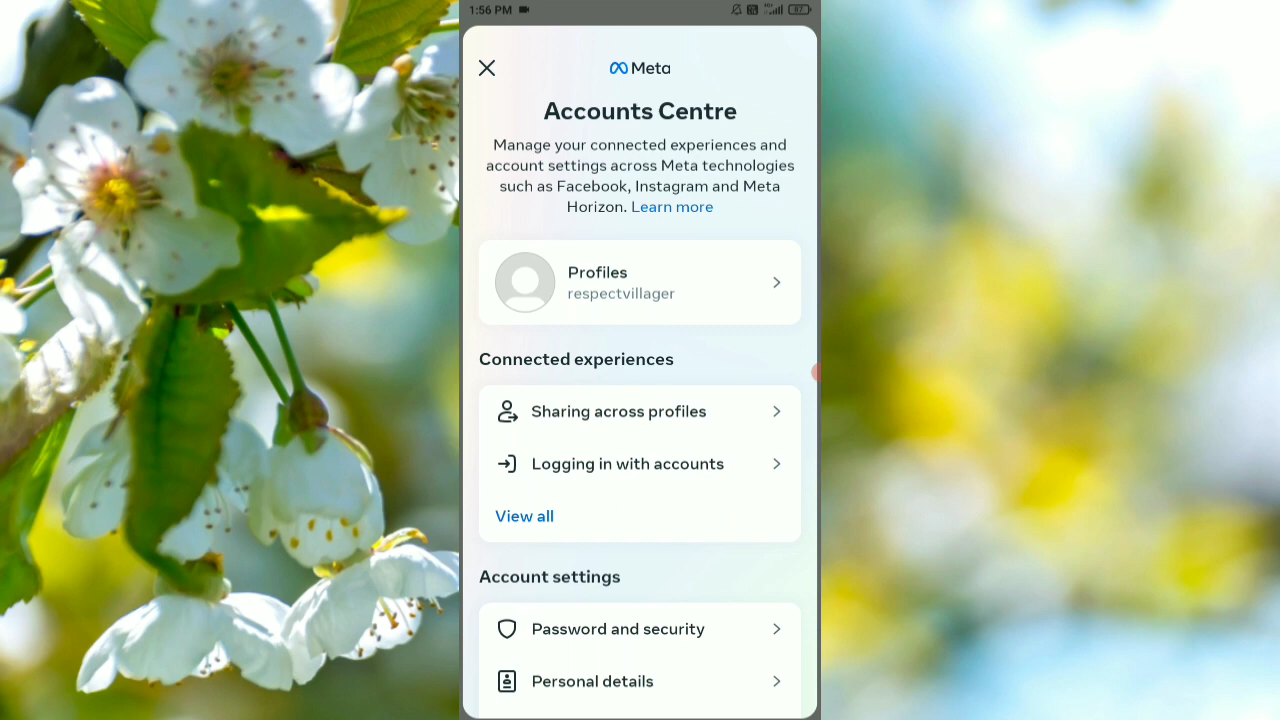 1:56 PM
87
Meta
Accounts Centre
Manage your connected experiences and
account settings across Meta technologies
such as Facebook, Instagram and Meta
Horizon. Learn more
Profiles
respectvillager
Connected experiences
Sharing across profiles
Logging in with accounts
View all
Account settings
Password and security
Personal details